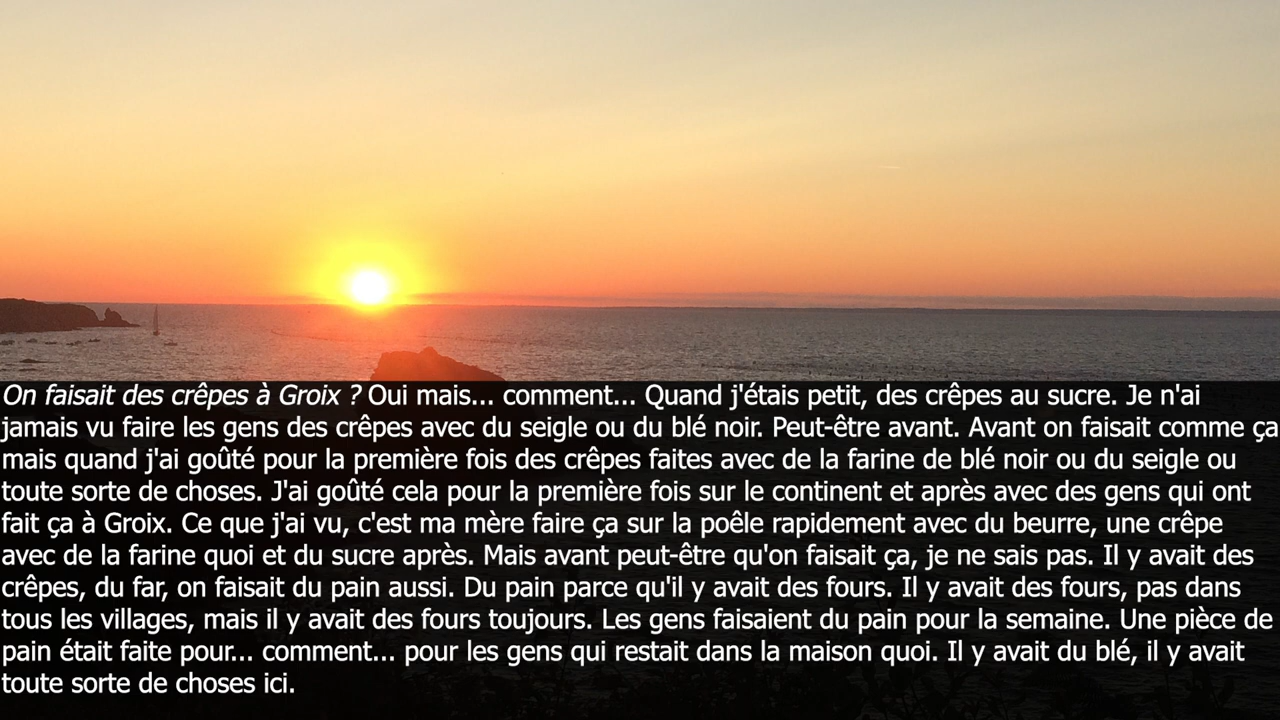 On faisait des crêpes à Groix ? Oui mais... comment... Quand j'étais petit, des crêpes au sucre. Je n'ai
jamais vu faire les gens des crêpes avec du seigle ou du blé noir. Peut-être avant. Avant on faisait comme ça
mais quand j'ai goûté pour la première fois des crêpes faites avec de la farine de blé noir ou du seigle ou
toute sorte de choses. J'ai goûté cela pour la première fois sur le continent et après avec des gens qui ont
fait ça à Groix. Ce que j'ai vu, c'est ma mère faire ça sur la poêle rapidement avec du beurre, une crêpe
avec de la farine quoi et du sucre après. Mais avant peut-être qu'on faisait ça, je ne sais pas. Il y avait des
crêpes, du far, on faisait du pain aussi. Du pain parce qu'il y avait des fours. Il y avait des fours, pas dans
tous les villages, mais il y avait des fours toujours. Les gens faisaient du pain pour la semaine. Une pièce de
pain était faite pour... comment... pour les gens qui restait dans la maison quoi. Il y avait du blé, il y avait
toute sorte de choses ici.